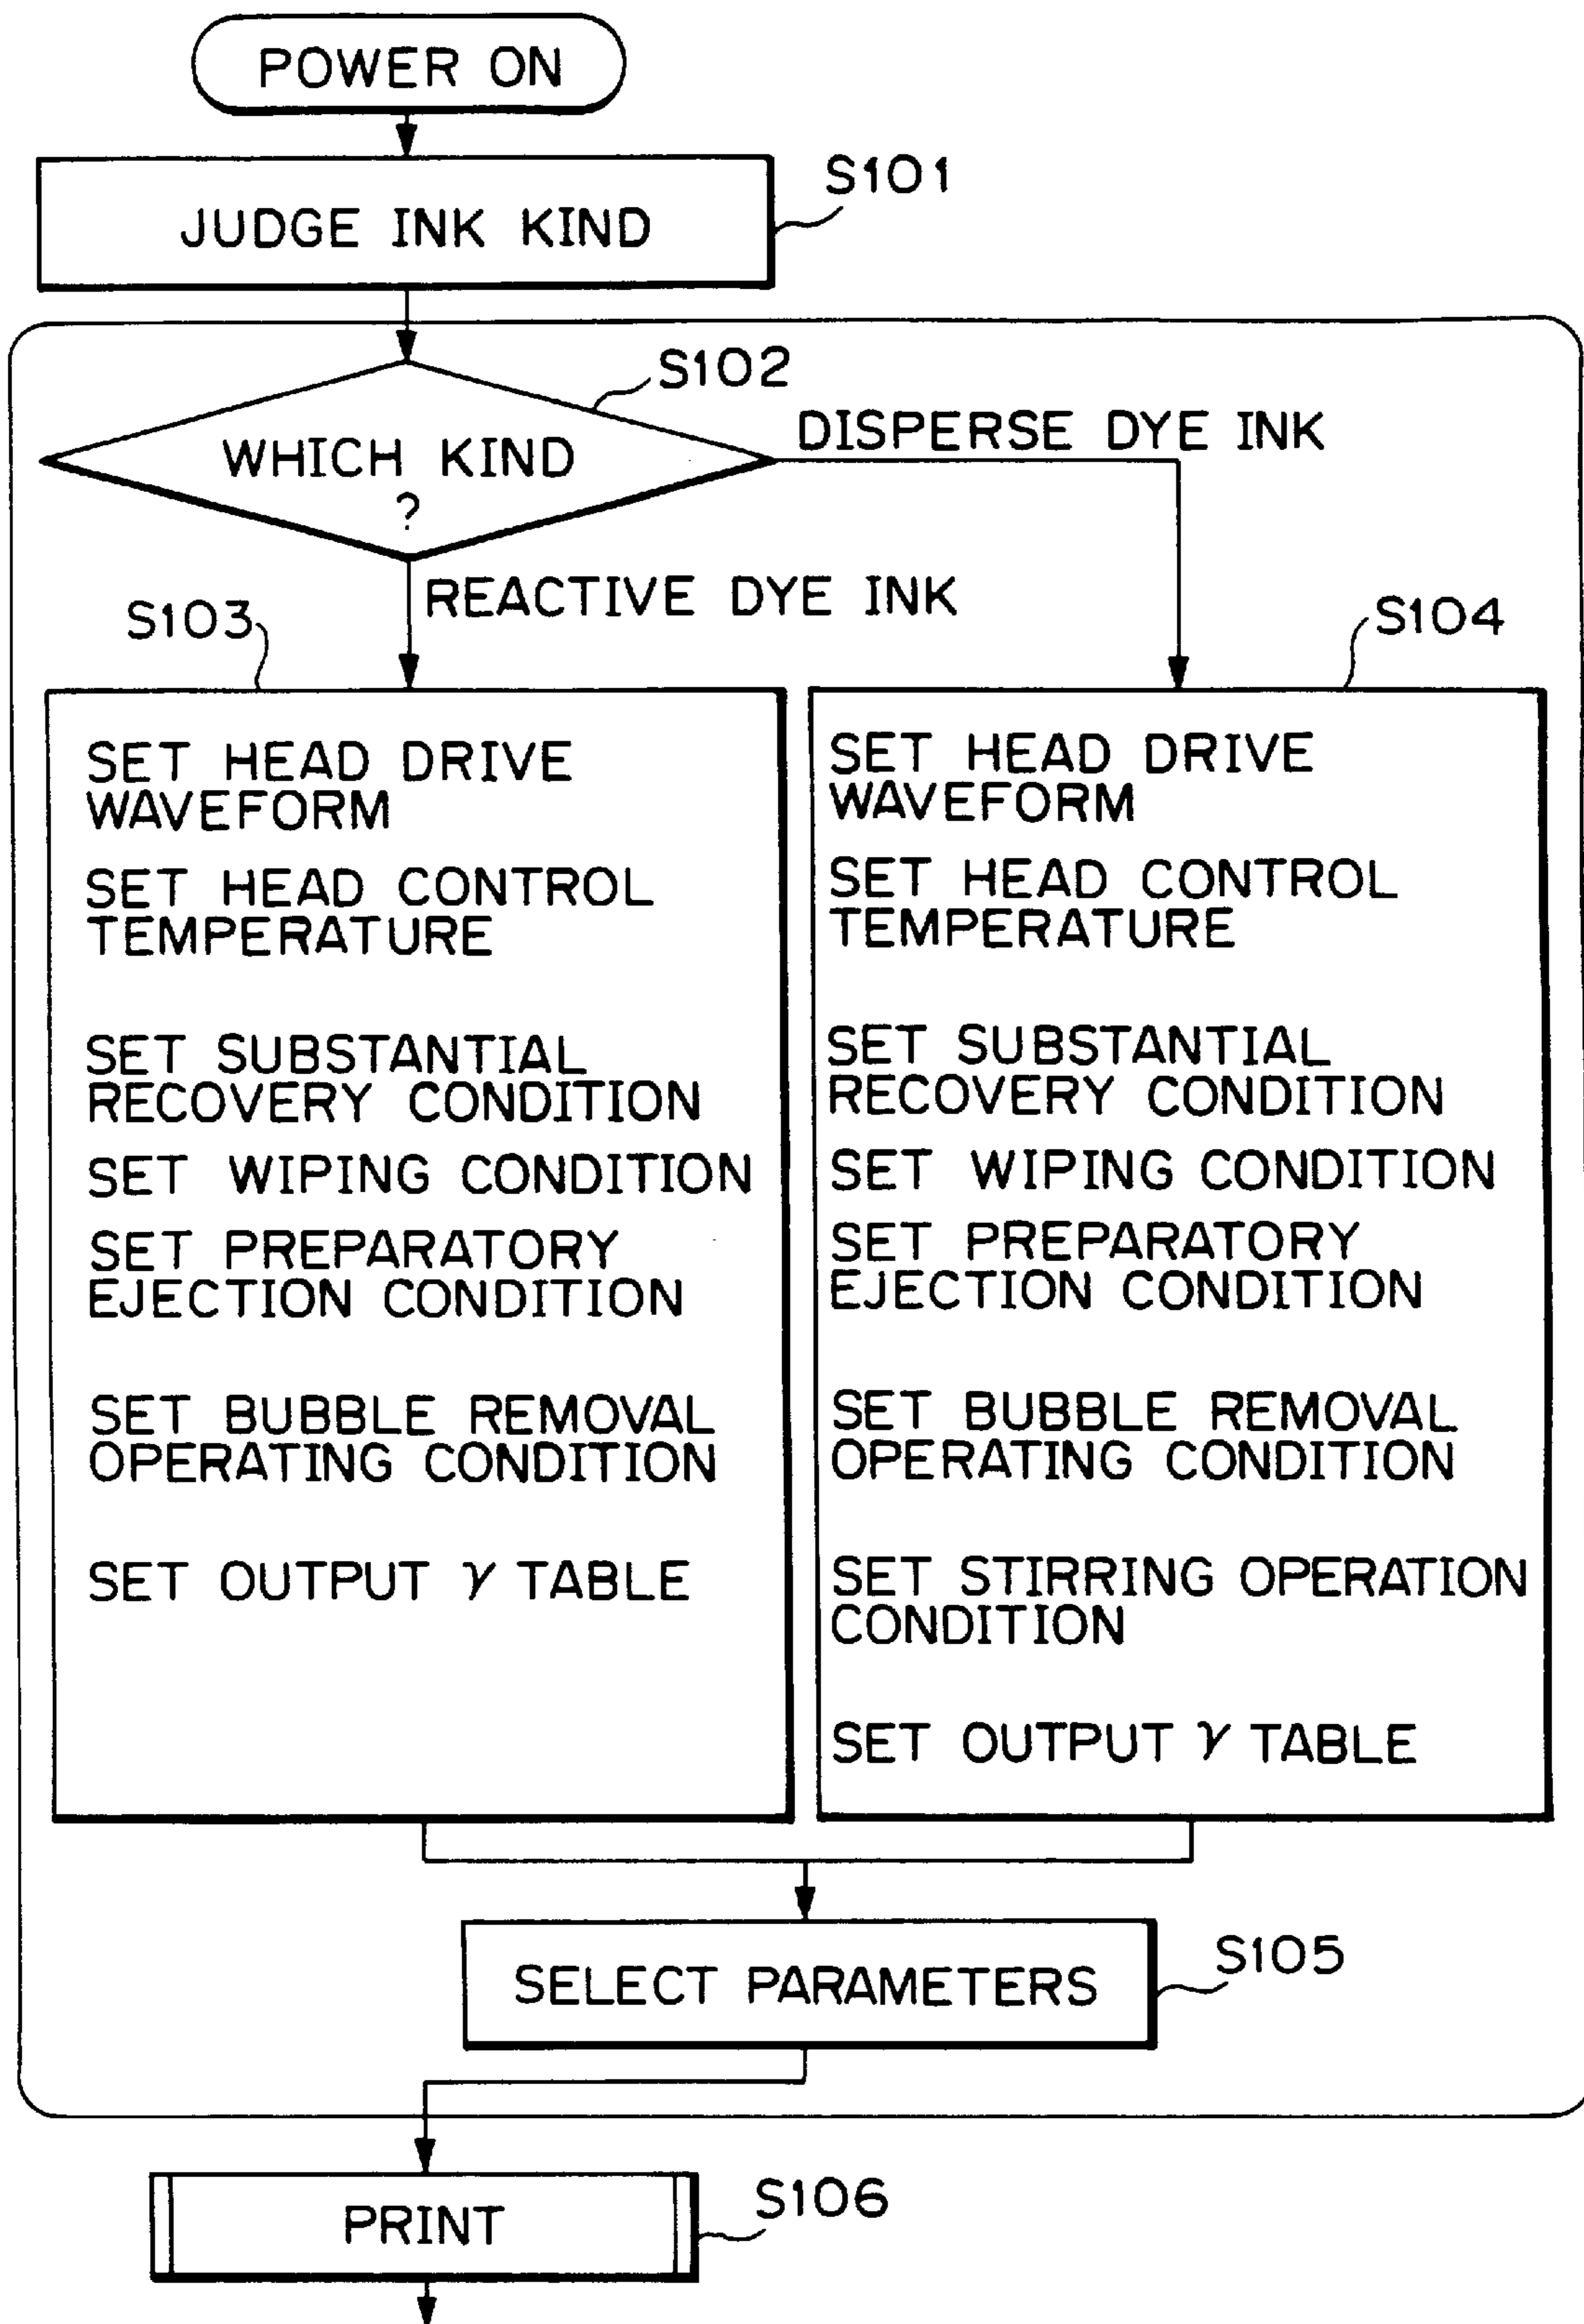 POWER ON
S101
JUDGE INK KIND
S102
DISPERSE DYE INK
WHICH KIND
?
REACTIVE DYE INK
S103
S104
SET HEAD DRIVE
WAVEFORM
SET HEAD CONTROL
TEMPERATURE
SET SUBSTANTIAL
RECOVERY CONDITION
SET WIPING CONDITION
SET PREPARATORY
EJECTION CONDITION
SET BUBBLE REMOVAL
OPERATING CONDITION
SET OUTPUT γ TABLE
SET HEAD DRIVE
WAVEFORM
SET HEAD CONTROL
TEMPERATURE
SET SUBSTANTIAL
RECOVERY CONDITION
SET WIPING CONDITION
SET PREPARATORY
EJECTION CONDITION
SET BUBBLE REMOVAL
OPERATING CONDITION
SET STIRRING OPERATION
CONDITION
SET OUTPUT γ TABLE
S105
SELECT PARAMETERS
S106
PRINT